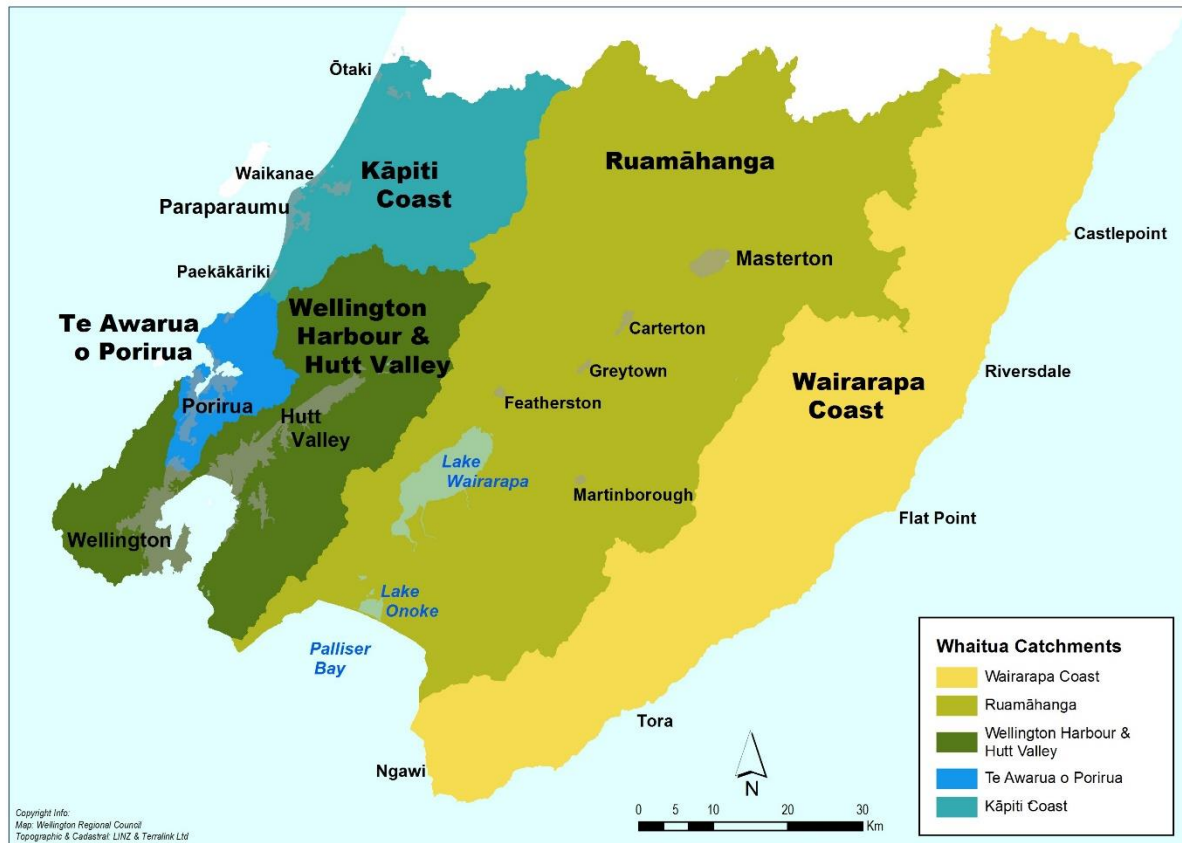 Ōtaki
Waikanae
Paraparaumu
Paekākāriki
Kāpiti
Coast
Ruamāhanga
Castlepoint
Masterton
Te Awarua
o Porirua
Wellington
Harbour &
Hutt Valley
Carterton
Greytown
Featherston
Riversdale
Wairarapa
Coast
Porirua
Hutt
Valley
Lake
Wairarapa
Martinborough
Flat Point
Wellington
Lake
Onoke
Palliser
Bay
Tora
Ngawi
N
0 5 10 20 30
Km
Whaitua Catchments
Wairarapa Coast
Ruamāhanga
Wellington Harbour &
Hutt Valley
Te Awarua o Porirua
Kāpiti Coast
Copyright Info:
Map: Wellington Regional Council
Topographic & Cadastral: LINZ & Terralink Ltd